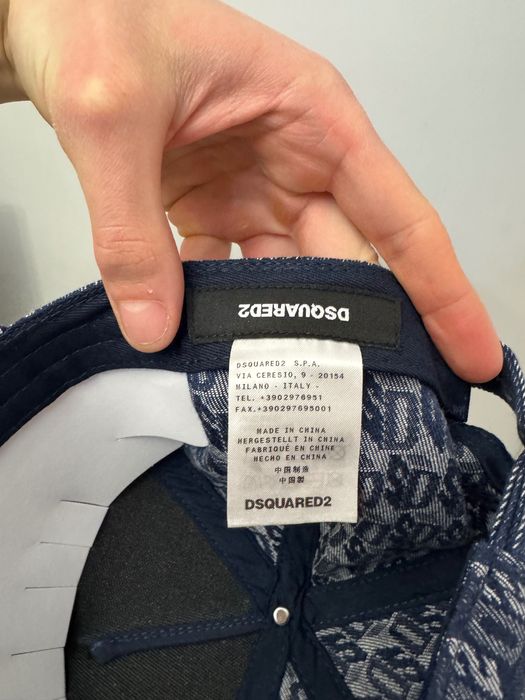 DSQUARED2
DSQUARED2 S.P.A.
VIA CERESIO, 9 - 20154
MILANO - ITALY -
TEL. +3902976951
FAX.+390297695001
MADE IN CHINA
HERGESTELLT IN CHINA
FABRIQUÉ EN CHINE
HECHO EN CHINA
中国制造
中国製
DSQUARED2